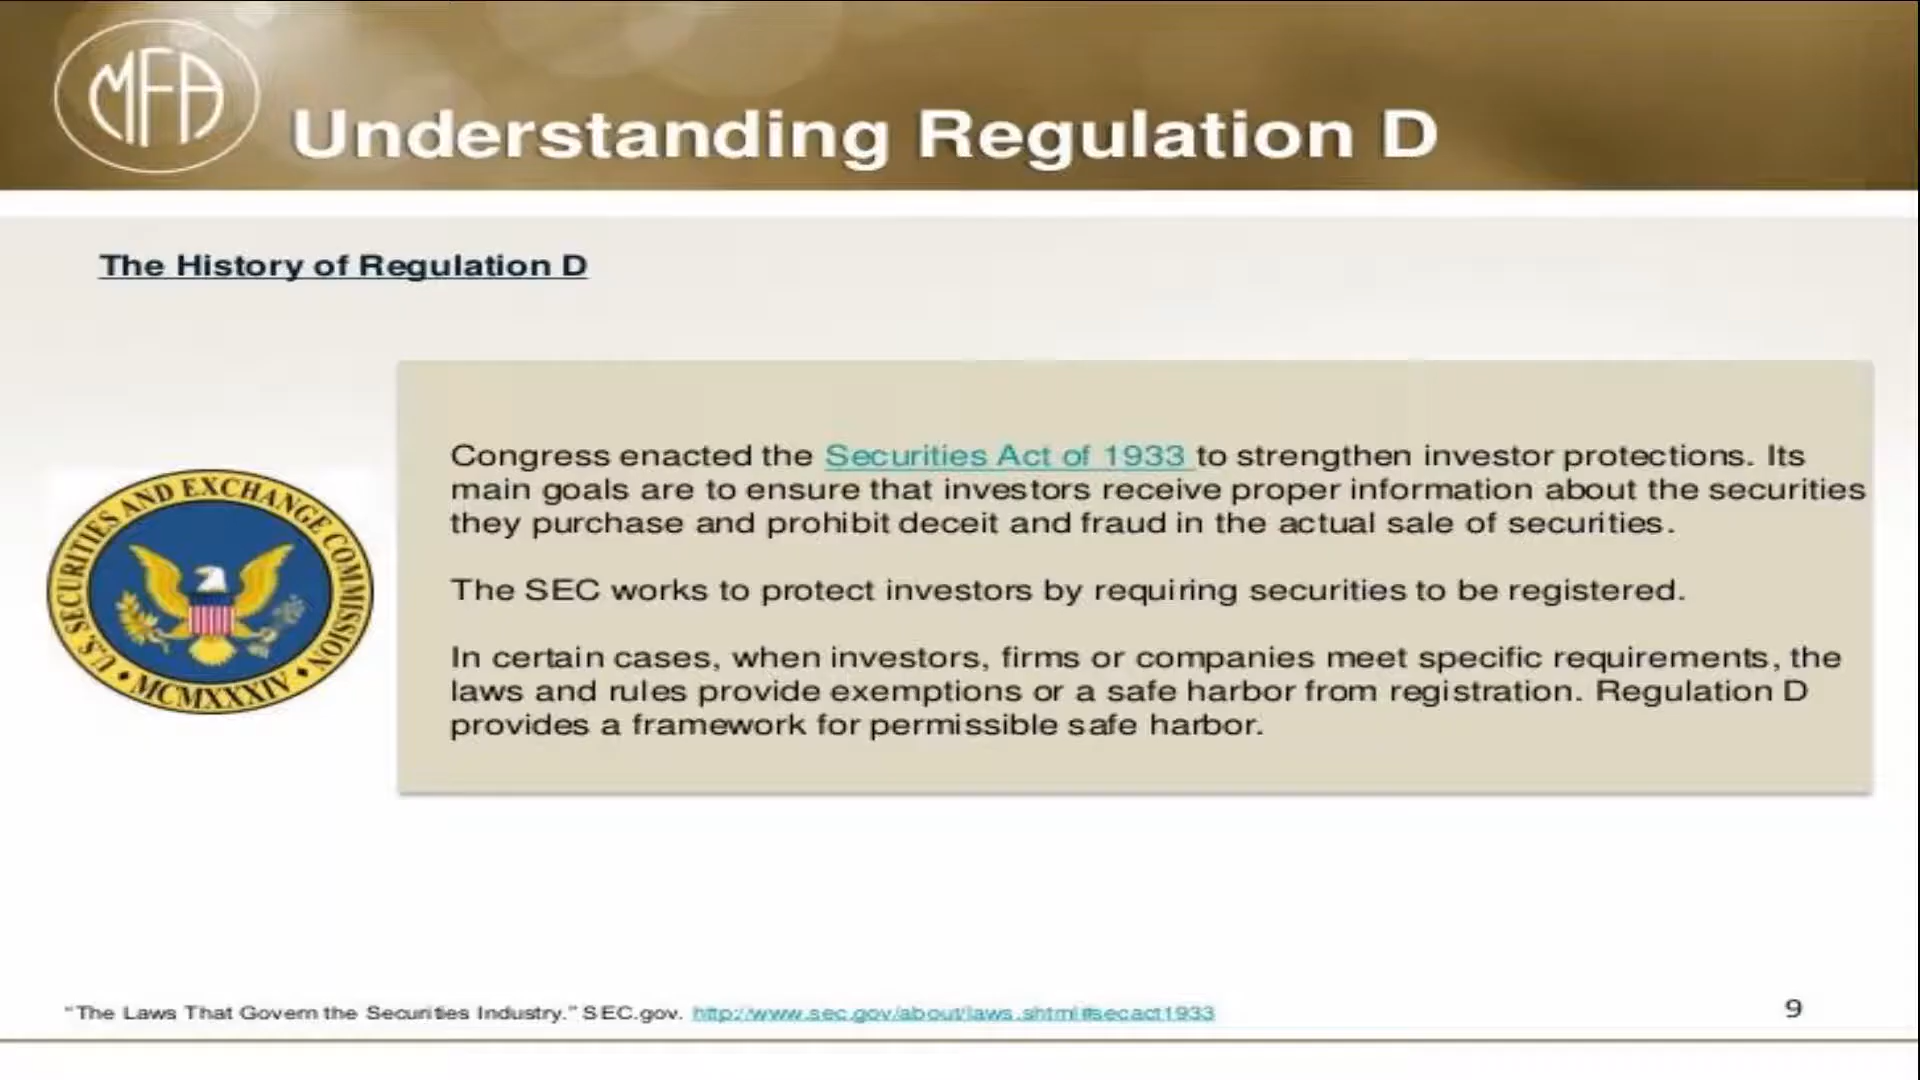 MFA
Understanding Regulation D
The History of Regulation D
U.S. SECURITIES AND EXCHANGE COMMISSION
MCMXXXIV
Congress enacted the Securities Act of 1933 to strengthen investor protections. Its
main goals are to ensure that investors receive proper information about the securities
they purchase and prohibit deceit and fraud in the actual sale of securities.
The SEC works to protect investors by requiring securities to be registered.
In certain cases, when investors, firms or companies meet specific requirements, the
laws and rules provide exemptions or a safe harbor from registration. Regulation D
provides a framework for permissible safe harbor.
"The Laws That Govern the Securities Industry." SEC.gov. http://www.sec.gov/about/laws.shtml#secact1933
9